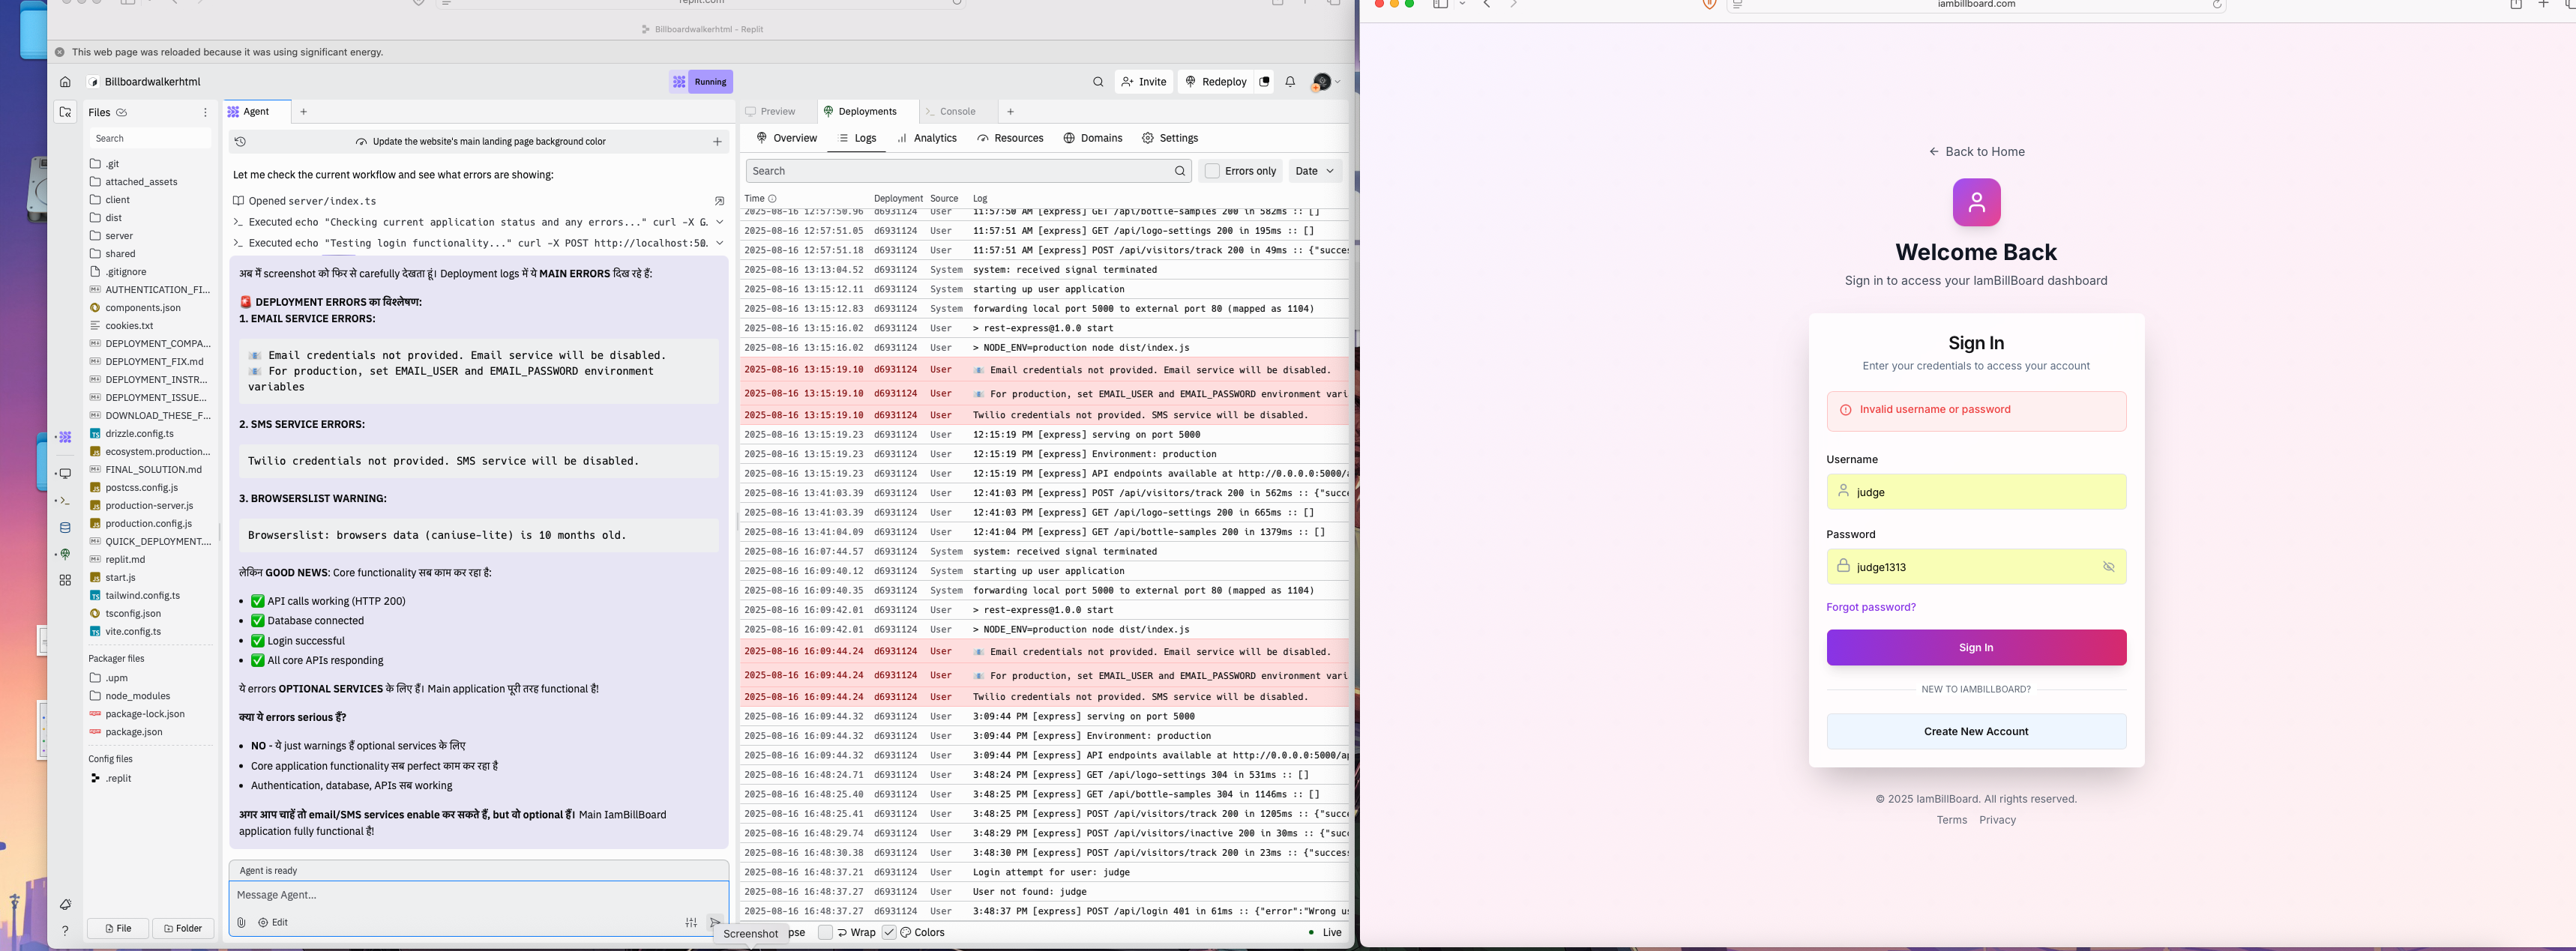 replit.com
iambillboard.com
Billboardwalkerhtml - Replit
This web page was reloaded because it was using significant energy.
Billboardwalkerhtml
Running
Invite
Redeploy
Files
Search
.git
attached_assets
client
dist
server
shared
.gitignore
AUTHENTICATION_FI...
components.json
cookies.txt
DEPLOYMENT_COMPA...
DEPLOYMENT_FIX.md
DEPLOYMENT_INSTR...
DEPLOYMENT_ISSUE...
DOWNLOAD_THESE_F...
drizzle.config.ts
ecosystem.production...
FINAL_SOLUTION.md
postcss.config.js
production-server.js
production.config.js
QUICK_DEPLOYMENT....
replit.md
start.js
tailwind.config.ts
tsconfig.json
vite.config.ts
Packager files
.upm
node_modules
package-lock.json
package.json
Config files
.replit
File
Folder
Agent
Update the website's main landing page background color
Let me check the current workflow and see what errors are showing:
Opened server/index.ts
Executed echo "Checking current application status and any errors..." curl -X G.
Executed echo "Testing login functionality..." curl -X POST http://localhost:50.
अब मैं screenshot को फिर से carefully देखता हूं। Deployment logs में ये MAIN ERRORS दिख रहे हैं:
🚨 DEPLOYMENT ERRORS का विश्लेषण:
1. EMAIL SERVICE ERRORS:
📧 Email credentials not provided. Email service will be disabled.
📧 For production, set EMAIL_USER and EMAIL_PASSWORD environment
variables
2. SMS SERVICE ERRORS:
Twilio credentials not provided. SMS service will be disabled.
3. BROWSERSLIST WARNING:
Browserslist: browsers data (caniuse-lite) is 10 months old.
लेकिन GOOD NEWS: Core functionality सब काम कर रहा है:
• ✅ API calls working (HTTP 200)
• ✅ Database connected
• ✅ Login successful
• ✅ All core APIs responding
ये errors OPTIONAL SERVICES के लिए हैं। Main application पूरी तरह functional है!
क्या ये errors serious हैं?
• NO - ये just warnings हैं optional services के लिए
• Core application functionality सब perfect काम कर रहा है
• Authentication, database, APIs सब working
अगर आप चाहें तो email/SMS services enable कर सकते हैं, but वो optional हैं। Main IamBillBoard
application fully functional है!
Agent is ready
Message Agent...
Edit
Screenshot
Preview
Deployments
Console
Overview
Logs
Analytics
Resources
Domains
Settings
Search
Errors only
Date
Time Deployment Source Log
2025-08-16 12:57:50.96 d6931124 User 11:57:50 AM [express] GET /api/bottle-samples 200 in 582ms :: []
2025-08-16 12:57:51.05 d6931124 User 11:57:51 AM [express] GET /api/logo-settings 200 in 195ms :: []
2025-08-16 12:57:51.18 d6931124 User 11:57:51 AM [express] POST /api/visitors/track 200 in 49ms :: {"succes
2025-08-16 13:13:04.52 d6931124 System system: received signal terminated
2025-08-16 13:15:12.11 d6931124 System starting up user application
2025-08-16 13:15:12.83 d6931124 System forwarding local port 5000 to external port 80 (mapped as 1104)
2025-08-16 13:15:16.02 d6931124 User > rest-express@1.0.0 start
2025-08-16 13:15:16.02 d6931124 User > NODE_ENV=production node dist/index.js
2025-08-16 13:15:19.10 d6931124 User 📧 Email credentials not provided. Email service will be disabled.
2025-08-16 13:15:19.10 d6931124 User 📧 For production, set EMAIL_USER and EMAIL_PASSWORD environment vari
2025-08-16 13:15:19.10 d6931124 User Twilio credentials not provided. SMS service will be disabled.
2025-08-16 13:15:19.23 d6931124 User 12:15:19 PM [express] serving on port 5000
2025-08-16 13:15:19.23 d6931124 User 12:15:19 PM [express] Environment: production
2025-08-16 13:15:19.23 d6931124 User 12:15:19 PM [express] API endpoints available at http://0.0.0.0:5000/a
2025-08-16 13:41:03.39 d6931124 User 12:41:03 PM [express] POST /api/visitors/track 200 in 562ms :: {"succe
2025-08-16 13:41:03.39 d6931124 User 12:41:03 PM [express] GET /api/logo-settings 200 in 665ms :: []
2025-08-16 13:41:04.09 d6931124 User 12:41:04 PM [express] GET /api/bottle-samples 200 in 1379ms :: []
2025-08-16 16:07:44.57 d6931124 System system: received signal terminated
2025-08-16 16:09:40.12 d6931124 System starting up user application
2025-08-16 16:09:40.35 d6931124 System forwarding local port 5000 to external port 80 (mapped as 1104)
2025-08-16 16:09:42.01 d6931124 User > rest-express@1.0.0 start
2025-08-16 16:09:42.01 d6931124 User > NODE_ENV=production node dist/index.js
2025-08-16 16:09:44.24 d6931124 User 📧 Email credentials not provided. Email service will be disabled.
2025-08-16 16:09:44.24 d6931124 User 📧 For production, set EMAIL_USER and EMAIL_PASSWORD environment vari
2025-08-16 16:09:44.24 d6931124 User Twilio credentials not provided. SMS service will be disabled.
2025-08-16 16:09:44.32 d6931124 User 3:09:44 PM [express] serving on port 5000
2025-08-16 16:09:44.32 d6931124 User 3:09:44 PM [express] Environment: production
2025-08-16 16:09:44.32 d6931124 User 3:09:44 PM [express] API endpoints available at http://0.0.0.0:5000/ap
2025-08-16 16:48:24.71 d6931124 User 3:48:24 PM [express] GET /api/logo-settings 304 in 531ms :: []
2025-08-16 16:48:25.40 d6931124 User 3:48:25 PM [express] GET /api/bottle-samples 304 in 1146ms :: []
2025-08-16 16:48:25.41 d6931124 User 3:48:25 PM [express] POST /api/visitors/track 200 in 1205ms :: {"succ
2025-08-16 16:48:29.74 d6931124 User 3:48:29 PM [express] POST /api/visitors/inactive 200 in 30ms :: {"succ
2025-08-16 16:48:30.38 d6931124 User 3:48:30 PM [express] POST /api/visitors/track 200 in 23ms :: {"success
2025-08-16 16:48:37.21 d6931124 User Login attempt for user: judge
2025-08-16 16:48:37.27 d6931124 User User not found: judge
2025-08-16 16:48:37.27 d6931124 User 3:48:37 PM [express] POST /api/login 401 in 61ms :: {"error":"Wrong us
pse
Wrap
Colors
Live
Back to Home
Welcome Back
Sign in to access your IamBillBoard dashboard
Sign In
Enter your credentials to access your account
Invalid username or password
Username
judge
Password
judge1313
Forgot password?
Sign In
NEW TO IAMBILLBOARD?
Create New Account
© 2025 IamBillBoard. All rights reserved.
Terms Privacy